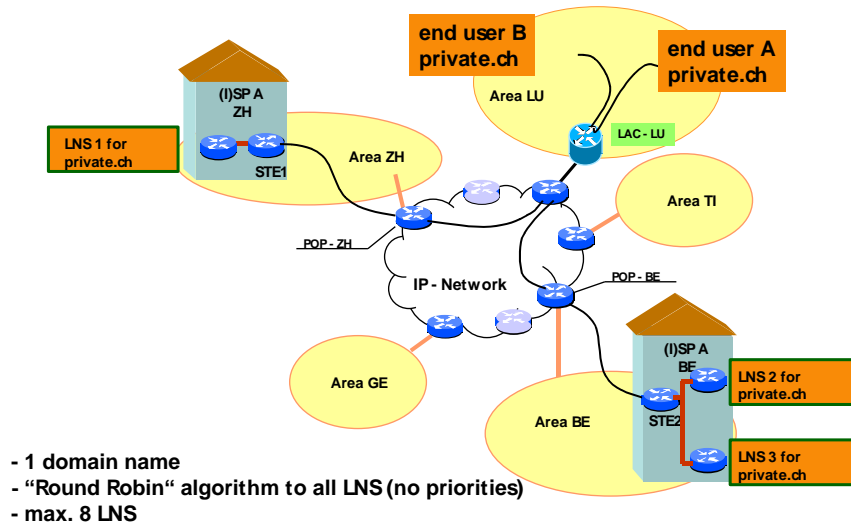 end user B
private.ch
end user A
private.ch
(I)SP A
ZH
Area LU
LAC - LU
LNS 1 for
private.ch
STE1
Area ZH
Area TI
POP - ZH
IP - Network
POP - BE
(I)SP A
BE
Area GE
LNS 2 for
private.ch
Area BE
STE2
LNS 3 for
private.ch
- 1 domain name
- “Round Robin“ algorithm to all LNS (no priorities)
- max. 8 LNS